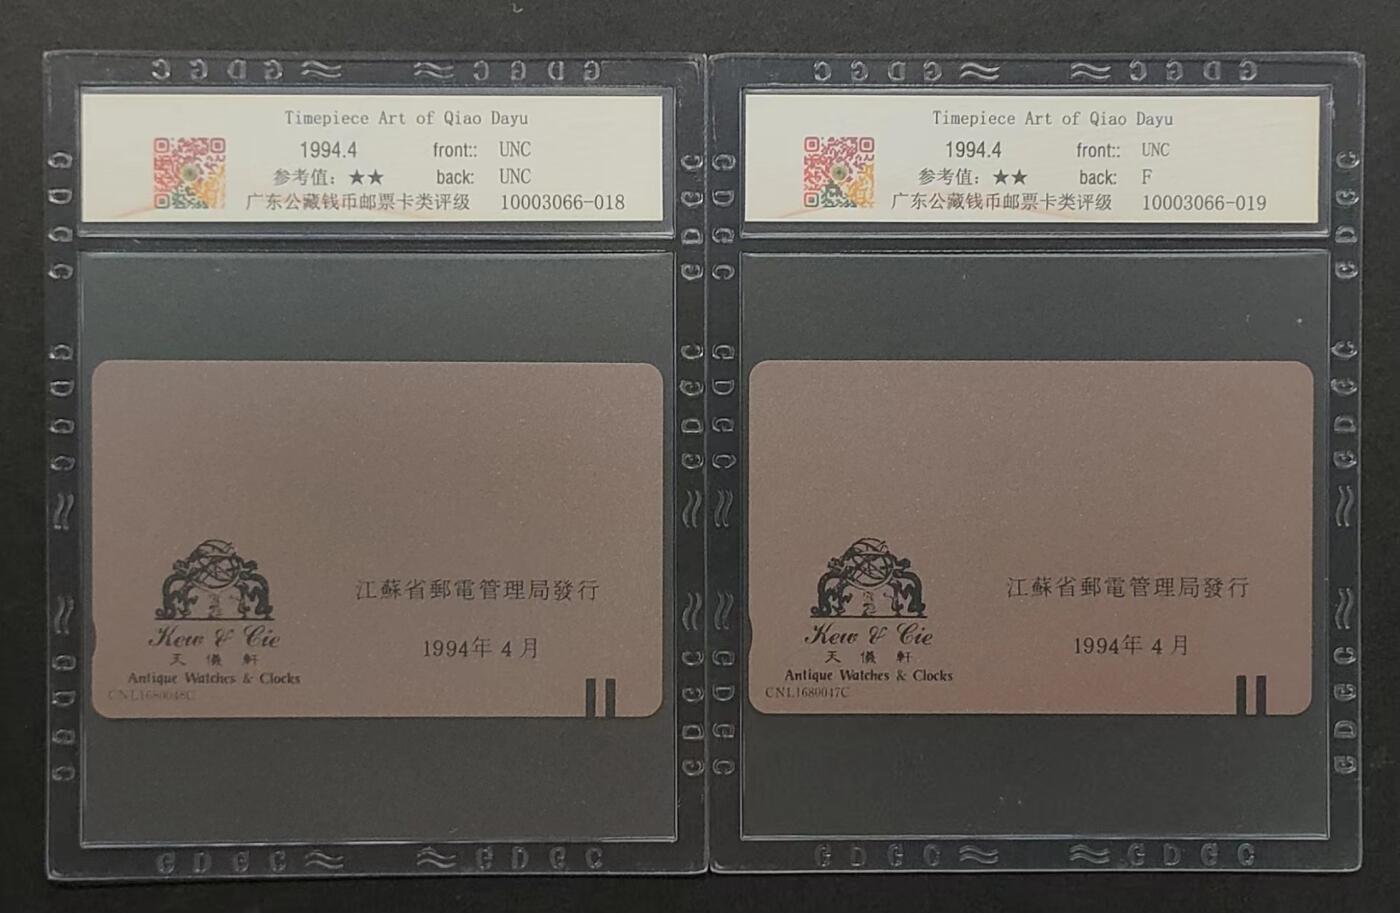 G D G C G D G C
G D G C G D G C
Timepiece Art of Qiao Dayu
1994.4 front:: UNC
参考值：★★ back: UNC
广东公藏钱币邮票卡类评级 10003066-018
Timepiece Art of Qiao Dayu
1994.4 front:: UNC
参考值：★★ back: F
广东公藏钱币邮票卡类评级 10003066-019
江蘇省郵電管理局發行
1994年4月
Kew & Cie
天儀軒
Antique Watches & Clocks
CNL1680048C
江蘇省郵電管理局發行
1994年4月
Kew & Cie
天儀軒
Antique Watches & Clocks
CNL1680047C
G D G C G D G C
G D G C G D G C